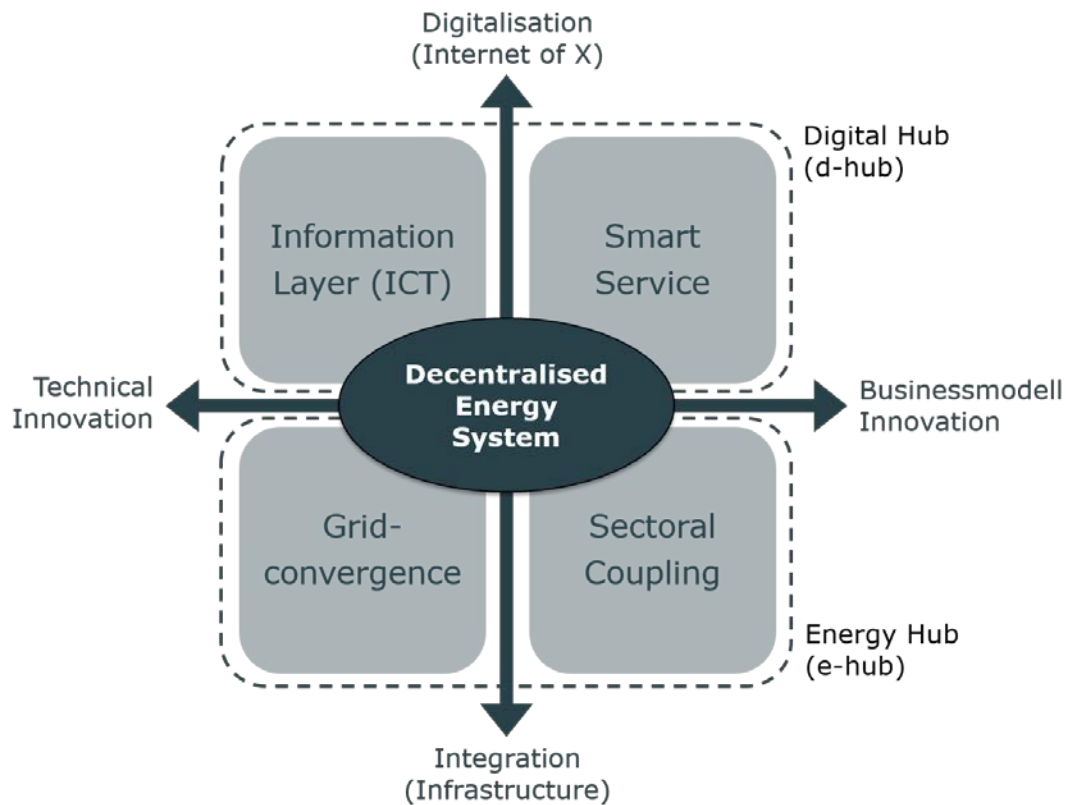 Digitalisation
(Internet of X)
Digital Hub
(d-hub)
Information
Layer (ICT)
Smart
Service
Technical
Innovation
Decentralised
Energy
System
Businessmodell
Innovation
Grid-
convergence
Sectoral
Coupling
Energy Hub
(e-hub)
Integration
(Infrastructure)